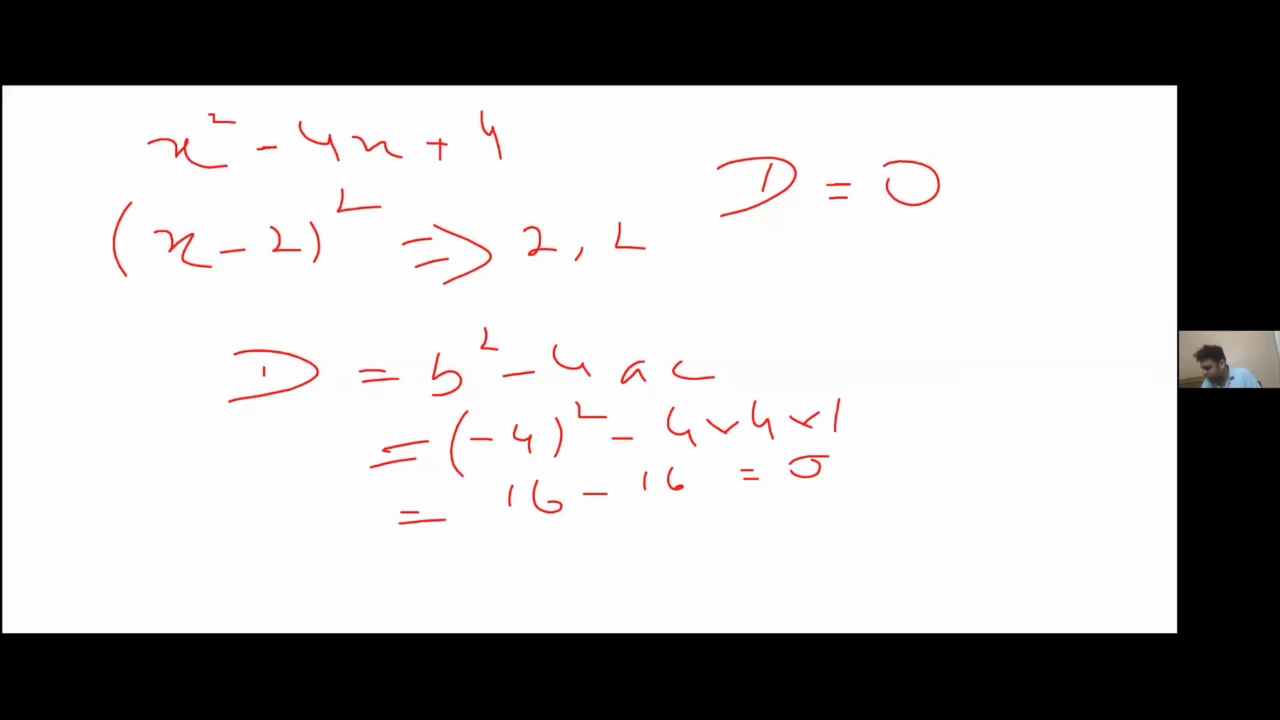 x² - 4x + 4
D = 0
(x - 2)² ⇒ 2, 2
D = b² - 4ac
= (-4)² - 4×4×1
= 16 - 16 = 0